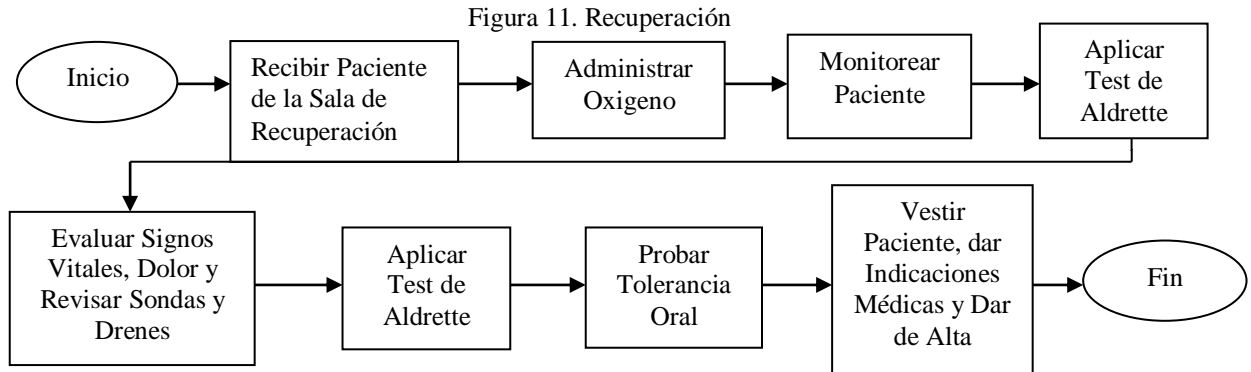 Figura 11. Recuperación
Inicio
Recibir Paciente
de la Sala de
Recuperación
Administrar
Oxigeno
Monitorear
Paciente
Aplicar
Test de
Aldrette
Evaluar Signos
Vitales, Dolor y
Revisar Sondas y
Drenes
Aplicar
Test de
Aldrette
Probar
Tolerancia
Oral
Vestir
Paciente, dar
Indicaciones
Médicas y Dar
de Alta
Fin